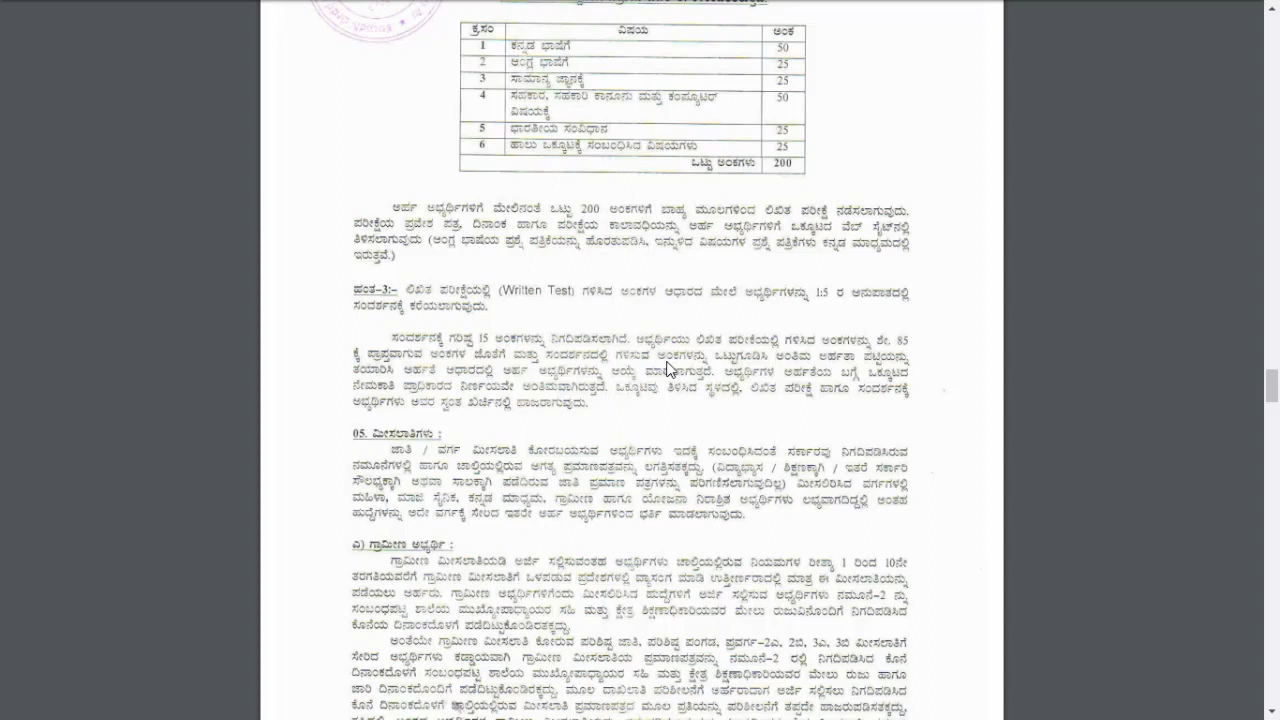 ಕ್ರ.ಸಂ ವಿಷಯ ಅಂಕ
1 ಕನ್ನಡ ಭಾಷೆಗೆ 50
2 ಆಂಗ್ಲ ಭಾಷೆಗೆ 25
3 ಸಾಮಾನ್ಯ ಜ್ಞಾನಕ್ಕೆ 25
4 ಸಹಕಾರ, ಸಹಕಾರಿ ಕಾನೂನು ಮತ್ತು ಕಂಪ್ಯೂಟರ್ 50
ವಿಷಯಕ್ಕೆ
5 ಭಾರತೀಯ ಸಂವಿಧಾನ 25
6 ಹಾಲು ಒಕ್ಕೂಟಕ್ಕೆ ಸಂಬಂಧಿಸಿದ ವಿಷಯಗಳು 25
ಒಟ್ಟು ಅಂಕಗಳು 200
ಅರ್ಹ ಅಭ್ಯರ್ಥಿಗಳಿಗೆ ಮೇಲಿನಂತೆ ಒಟ್ಟು 200 ಅಂಕಗಳಿಗೆ ಬಾಹ್ಯ ಮೂಲಗಳಿಂದ ಲಿಖಿತ ಪರೀಕ್ಷೆ ನಡೆಸಲಾಗುವುದು.
ಪರೀಕ್ಷೆಯ ಪ್ರವೇಶ ಪತ್ರ, ದಿನಾಂಕ ಹಾಗೂ ಪರೀಕ್ಷೆಯ ಕಾಲಾವಧಿಯನ್ನು ಅರ್ಹ ಅಭ್ಯರ್ಥಿಗಳಿಗೆ ಒಕ್ಕೂಟದ ವೆಬ್ ಸೈಟ್‌ನಲ್ಲಿ
ತಿಳಿಸಲಾಗುವುದು (ಆಂಗ್ಲ ಭಾಷೆಯ ಪ್ರಶ್ನೆ ಪತ್ರಿಕೆಯನ್ನು ಹೊರತುಪಡಿಸಿ, ಇನ್ನುಳಿದ ವಿಷಯಗಳ ಪ್ರಶ್ನೆ ಪತ್ರಿಕೆಗಳು ಕನ್ನಡ ಮಾಧ್ಯಮದಲ್ಲಿ
ಇರುತ್ತವೆ.)
ಹಂತ-3:- ಲಿಖಿತ ಪರೀಕ್ಷೆಯಲ್ಲಿ (Written Test) ಗಳಿಸಿದ ಅಂಕಗಳ ಆಧಾರದ ಮೇಲೆ ಅಭ್ಯರ್ಥಿಗಳನ್ನು 1:5 ರ ಅನುಪಾತದಲ್ಲಿ
ಸಂದರ್ಶನಕ್ಕೆ ಕರೆಯಲಾಗುವುದು.
ಸಂದರ್ಶನಕ್ಕೆ ಗರಿಷ್ಠ 15 ಅಂಕಗಳನ್ನು ನಿಗದಿಪಡಿಸಲಾಗಿದೆ. ಅಭ್ಯರ್ಥಿಯು ಲಿಖಿತ ಪರೀಕ್ಷೆಯಲ್ಲಿ ಗಳಿಸಿದ ಅಂಕಗಳನ್ನು ಶೇ. 85
ಕ್ಕೆ ಪ್ರಾಪ್ತವಾಗುವ ಅಂಕಗಳ ಜೊತೆಗೆ ಮತ್ತು ಸಂದರ್ಶನದಲ್ಲಿ ಗಳಿಸುವ ಅಂಕಗಳನ್ನು ಒಟ್ಟುಗೂಡಿಸಿ ಅಂತಿಮ ಅರ್ಹತಾ ಪಟ್ಟಿಯನ್ನು
ತಯಾರಿಸಿ ಅರ್ಹತೆ ಆಧಾರದಲ್ಲಿ ಅರ್ಹ ಅಭ್ಯರ್ಥಿಗಳನ್ನು ಆಯ್ಕೆ ಮಾಡಲಾಗುತ್ತದೆ. ಅಭ್ಯರ್ಥಿಗಳ ಅರ್ಹತೆಯ ಬಗ್ಗೆ ಒಕ್ಕೂಟದ
ನೇಮಕಾತಿ ಪ್ರಾಧಿಕಾರದ ನಿರ್ಣಯವೇ ಅಂತಿಮವಾಗಿರುತ್ತದೆ. ಒಕ್ಕೂಟವು ತಿಳಿಸಿದ ಸ್ಥಳದಲ್ಲಿ, ಲಿಖಿತ ಪರೀಕ್ಷೆ ಹಾಗೂ ಸಂದರ್ಶನಕ್ಕೆ
ಅಭ್ಯರ್ಥಿಗಳು ಅವರ ಸ್ವಂತ ಖರ್ಚಿನಲ್ಲಿ ಹಾಜರಾಗುವುದು.
05. ಮೀಸಲಾತಿಗಳು :
ಜಾತಿ / ವರ್ಗ ಮೀಸಲಾತಿ ಕೋರಬಯಸುವ ಅಭ್ಯರ್ಥಿಗಳು ಇದಕ್ಕೆ ಸಂಬಂಧಿಸಿದಂತೆ ಸರ್ಕಾರವು ನಿಗದಿಪಡಿಸಿರುವ
ನಮೂನೆಗಳಲ್ಲಿ ಹಾಗೂ ಚಾಲ್ತಿಯಲ್ಲಿರುವ ಅಗತ್ಯ ಪ್ರಮಾಣಪತ್ರವನ್ನು ಲಗತ್ತಿಸತಕ್ಕದ್ದು, (ವಿದ್ಯಾಭ್ಯಾಸ / ಶಿಕ್ಷಣಕ್ಕಾಗಿ / ಇತರೆ ಸರ್ಕಾರಿ
ಸೌಲಭ್ಯಕ್ಕಾಗಿ ಅಥವಾ ಸಾಲಕ್ಕಾಗಿ ಪಡೆದಿರುವ ಜಾತಿ ಪ್ರಮಾಣ ಪತ್ರಗಳನ್ನು ಪರಿಗಣಿಸಲಾಗುವುದಿಲ್ಲ) ಮೀಸಲಿರಿಸಿದ ವರ್ಗಗಳಲ್ಲಿ
ಮಹಿಳಾ, ಮಾಜಿ ಸೈನಿಕ, ಕನ್ನಡ ಮಾಧ್ಯಮ, ಗ್ರಾಮೀಣ ಹಾಗೂ ಯೋಜನಾ ನಿರಾಶ್ರಿತ ಅಭ್ಯರ್ಥಿಗಳು ಲಭ್ಯವಾಗದಿದ್ದಲ್ಲಿ ಅಂತಹ
ಹುದ್ದೆಗಳನ್ನು ಅದೇ ವರ್ಗಕ್ಕೆ ಸೇರಿದ ಇತರೇ ಅರ್ಹ ಅಭ್ಯರ್ಥಿಗಳಿಂದ ಭರ್ತಿ ಮಾಡಲಾಗುವುದು.
ಎ) ಗ್ರಾಮೀಣ ಅಭ್ಯರ್ಥಿ :
ಗ್ರಾಮೀಣ ಮೀಸಲಾತಿಯಡಿ ಅರ್ಜಿ ಸಲ್ಲಿಸುವಂತಹ ಅಭ್ಯರ್ಥಿಗಳು ಚಾಲ್ತಿಯಲ್ಲಿರುವ ನಿಯಮಗಳ ರೀತ್ಯಾ 1 ರಿಂದ 10ನೇ
ತರಗತಿಯವರೆಗೆ ಗ್ರಾಮೀಣ ಮೀಸಲಾತಿಗೆ ಒಳಪಡುವ ಪ್ರದೇಶಗಳಲ್ಲಿ ವ್ಯಾಸಂಗ ಮಾಡಿ ಉತ್ತೀರ್ಣರಾದಲ್ಲಿ ಮಾತ್ರ ಈ ಮೀಸಲಾತಿಯನ್ನು
ಪಡೆಯಲು ಅರ್ಹರು. ಗ್ರಾಮೀಣ ಅಭ್ಯರ್ಥಿಗಳಿಗೆಂದು ಮೀಸಲಿರಿಸಿದ ಹುದ್ದೆಗಳಿಗೆ ಅರ್ಜಿ ಸಲ್ಲಿಸುವ ಅಭ್ಯರ್ಥಿಗಳು ನಮೂನೆ-2 ನ್ನು
ಸಂಬಂಧಪಟ್ಟ ಶಾಲೆಯ ಮುಖ್ಯೋಪಾಧ್ಯಾಯರ ಸಹಿ ಮತ್ತು ಕ್ಷೇತ್ರ ಶಿಕ್ಷಣಾಧಿಕಾರಿಯವರ ಮೇಲು ರುಜುವಿನೊಂದಿಗೆ ನಿಗದಿಪಡಿಸಿದ
ಕೊನೆಯ ದಿನಾಂಕದೊಳಗೆ ಪಡೆದಿಟ್ಟುಕೊಂಡಿರತಕ್ಕದ್ದು.
ಅಂತೆಯೇ ಗ್ರಾಮೀಣ ಮೀಸಲಾತಿ ಕೋರುವ ಪರಿಶಿಷ್ಟ ಜಾತಿ, ಪರಿಶಿಷ್ಟ ಪಂಗಡ, ಪ್ರವರ್ಗ-2ಎ, 2ಬಿ, 3ಎ, 3ಬಿ ಮೀಸಲಾತಿಗೆ
ಸೇರಿದ ಅಭ್ಯರ್ಥಿಗಳು ಕಡ್ಡಾಯವಾಗಿ ಗ್ರಾಮೀಣ ಮೀಸಲಾತಿಯ ಪ್ರಮಾಣಪತ್ರವನ್ನು ನಮೂನೆ-2 ರಲ್ಲಿ ನಿಗದಿಪಡಿಸಿದ ಕೊನೆ
ದಿನಾಂಕದೊಳಗೆ ಸಂಬಂಧಪಟ್ಟ ಶಾಲೆಯ ಮುಖ್ಯೋಪಾಧ್ಯಾಯರ ಸಹಿ ಮತ್ತು ಕ್ಷೇತ್ರ ಶಿಕ್ಷಣಾಧಿಕಾರಿಯವರ ಮೇಲು ರುಜು ಹಾಗೂ
ಜಾರಿ ದಿನಾಂಕದೊಂದಿಗೆ ಪಡೆದಿಟ್ಟುಕೊಂಡಿರತಕ್ಕದ್ದು, ಮೂಲ ದಾಖಲಾತಿ ಪರಿಶೀಲನೆಗೆ ಅರ್ಹರಾದಾಗ ಅರ್ಜಿ ಸಲ್ಲಿಸಲು ನಿಗದಿಪಡಿಸಿದ
ಕೊನೆ ದಿನಾಂಕದೊಳಗೆ ಚಾಲ್ತಿಯಲ್ಲಿರುವ ಮೀಸಲಾತಿ ಪ್ರಮಾಣಪತ್ರದ ಮೂಲ ಪ್ರತಿಯನ್ನು ಪರಿಶೀಲನೆಗೆ ತಪ್ಪದೇ ಹಾಜರುಪಡಿಸತಕ್ಕದ್ದು,